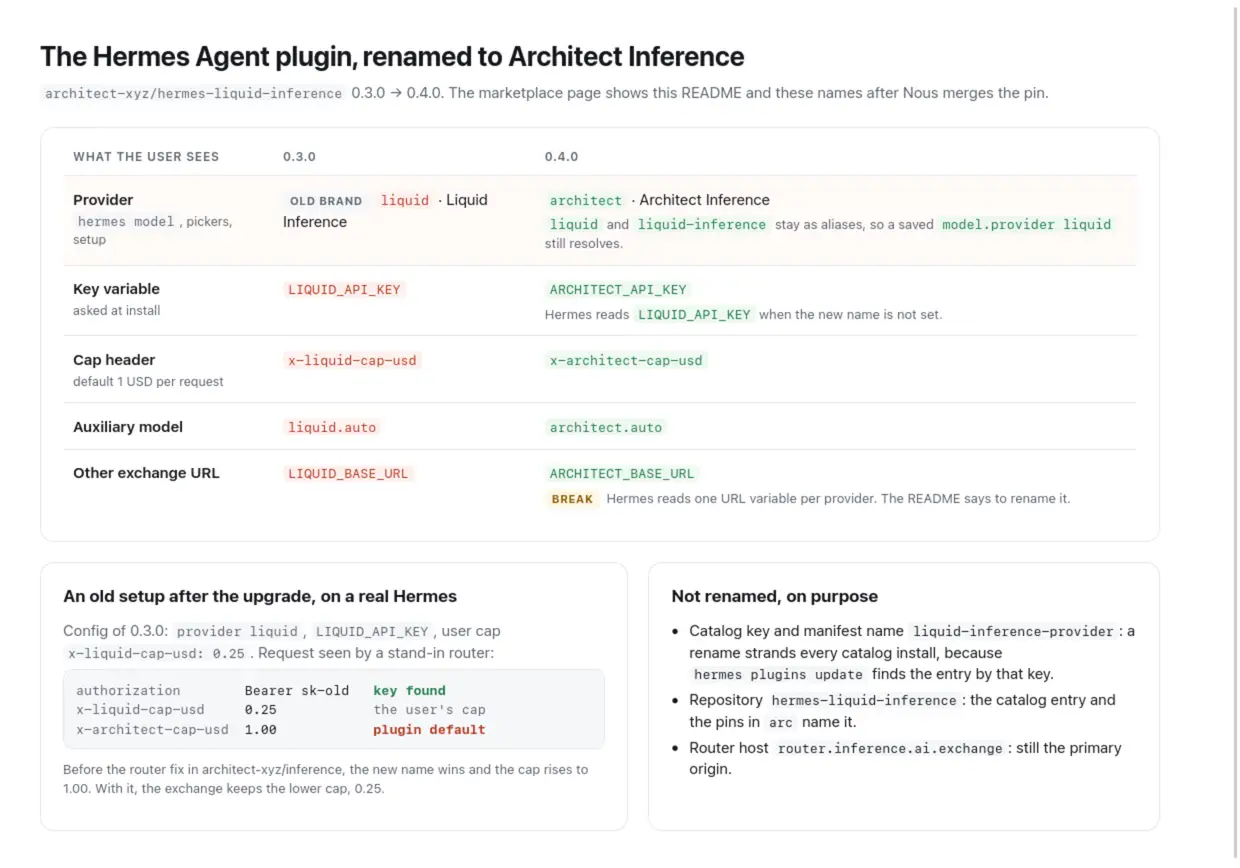 The Hermes Agent plugin, renamed to Architect Inference
architect-xyz/hermes-liquid-inference 0.3.0 → 0.4.0. The marketplace page shows this README and these names after Nous merges the pin.
WHAT THE USER SEES 0.3.0 0.4.0
Provider
hermes model , pickers,
setup
OLD BRAND liquid · Liquid
Inference
architect · Architect Inference
liquid and liquid-inference stay as aliases, so a saved model.provider liquid
still resolves.
Key variable
asked at install
LIQUID_API_KEY
ARCHITECT_API_KEY
Hermes reads LIQUID_API_KEY when the new name is not set.
Cap header
default 1 USD per request
x-liquid-cap-usd
x-architect-cap-usd
Auxiliary model
liquid.auto
architect.auto
Other exchange URL
LIQUID_BASE_URL
ARCHITECT_BASE_URL
BREAK Hermes reads one URL variable per provider. The README says to rename it.
An old setup after the upgrade, on a real Hermes
Config of 0.3.0: provider liquid , LIQUID_API_KEY , user cap
x-liquid-cap-usd: 0.25 . Request seen by a stand-in router:
authorization Bearer sk-old key found
x-liquid-cap-usd 0.25 the user's cap
x-architect-cap-usd 1.00 plugin default
Before the router fix in architect-xyz/inference, the new name wins and the cap rises to
1.00. With it, the exchange keeps the lower cap, 0.25.
Not renamed, on purpose
• Catalog key and manifest name liquid-inference-provider : a
rename strands every catalog install, because
hermes plugins update finds the entry by that key.
• Repository hermes-liquid-inference : the catalog entry and
the pins in arc name it.
• Router host router.inference.ai.exchange : still the primary
origin.